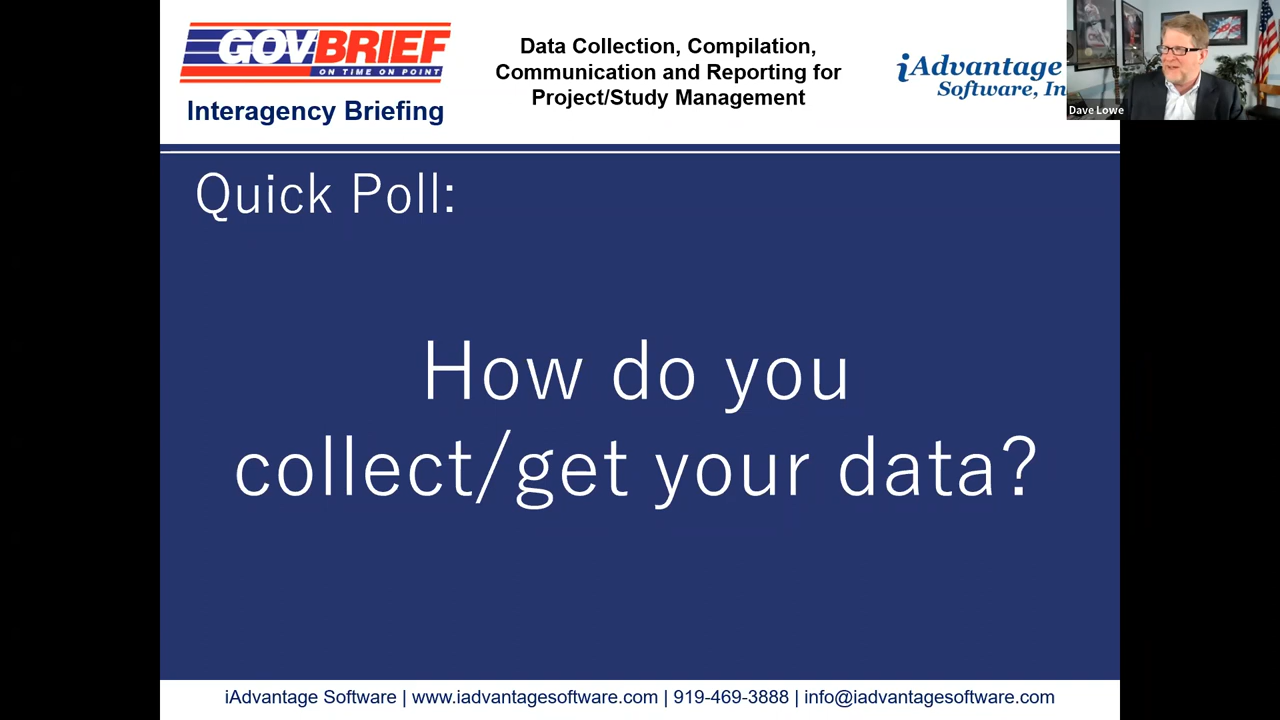 GOVBRIEF
ON TIME ON POINT
Interagency Briefing
Data Collection, Compilation,
Communication and Reporting for
Project/Study Management
iAdvantage
Software, In
Dave Lowe
Quick Poll:
How do you
collect/get your data?
iAdvantage Software | www.iadvantagesoftware.com | 919-469-3888 | info@iadvantagesoftware.com